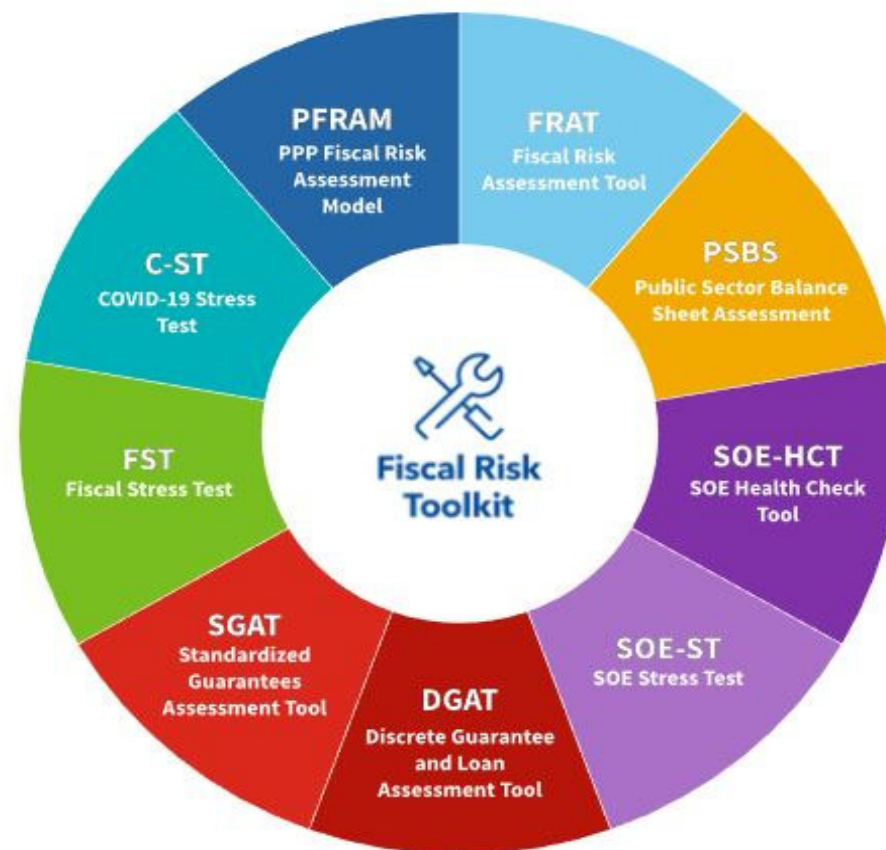 PFRAM
PPP Fiscal Risk
Assessment
Model
FRAT
Fiscal Risk
Assessment Tool
PSBS
Public Sector Balance
Sheet Assessment
SOE-HCT
SOE Health Check
Tool
SOE-ST
SOE Stress Test
DGAT
Discrete Guarantee
and Loan
Assessment Tool
SGAT
Standardized
Guarantees
Assessment Tool
FST
Fiscal Stress Test
C-ST
COVID-19 Stress
Test
Fiscal Risk
Toolkit